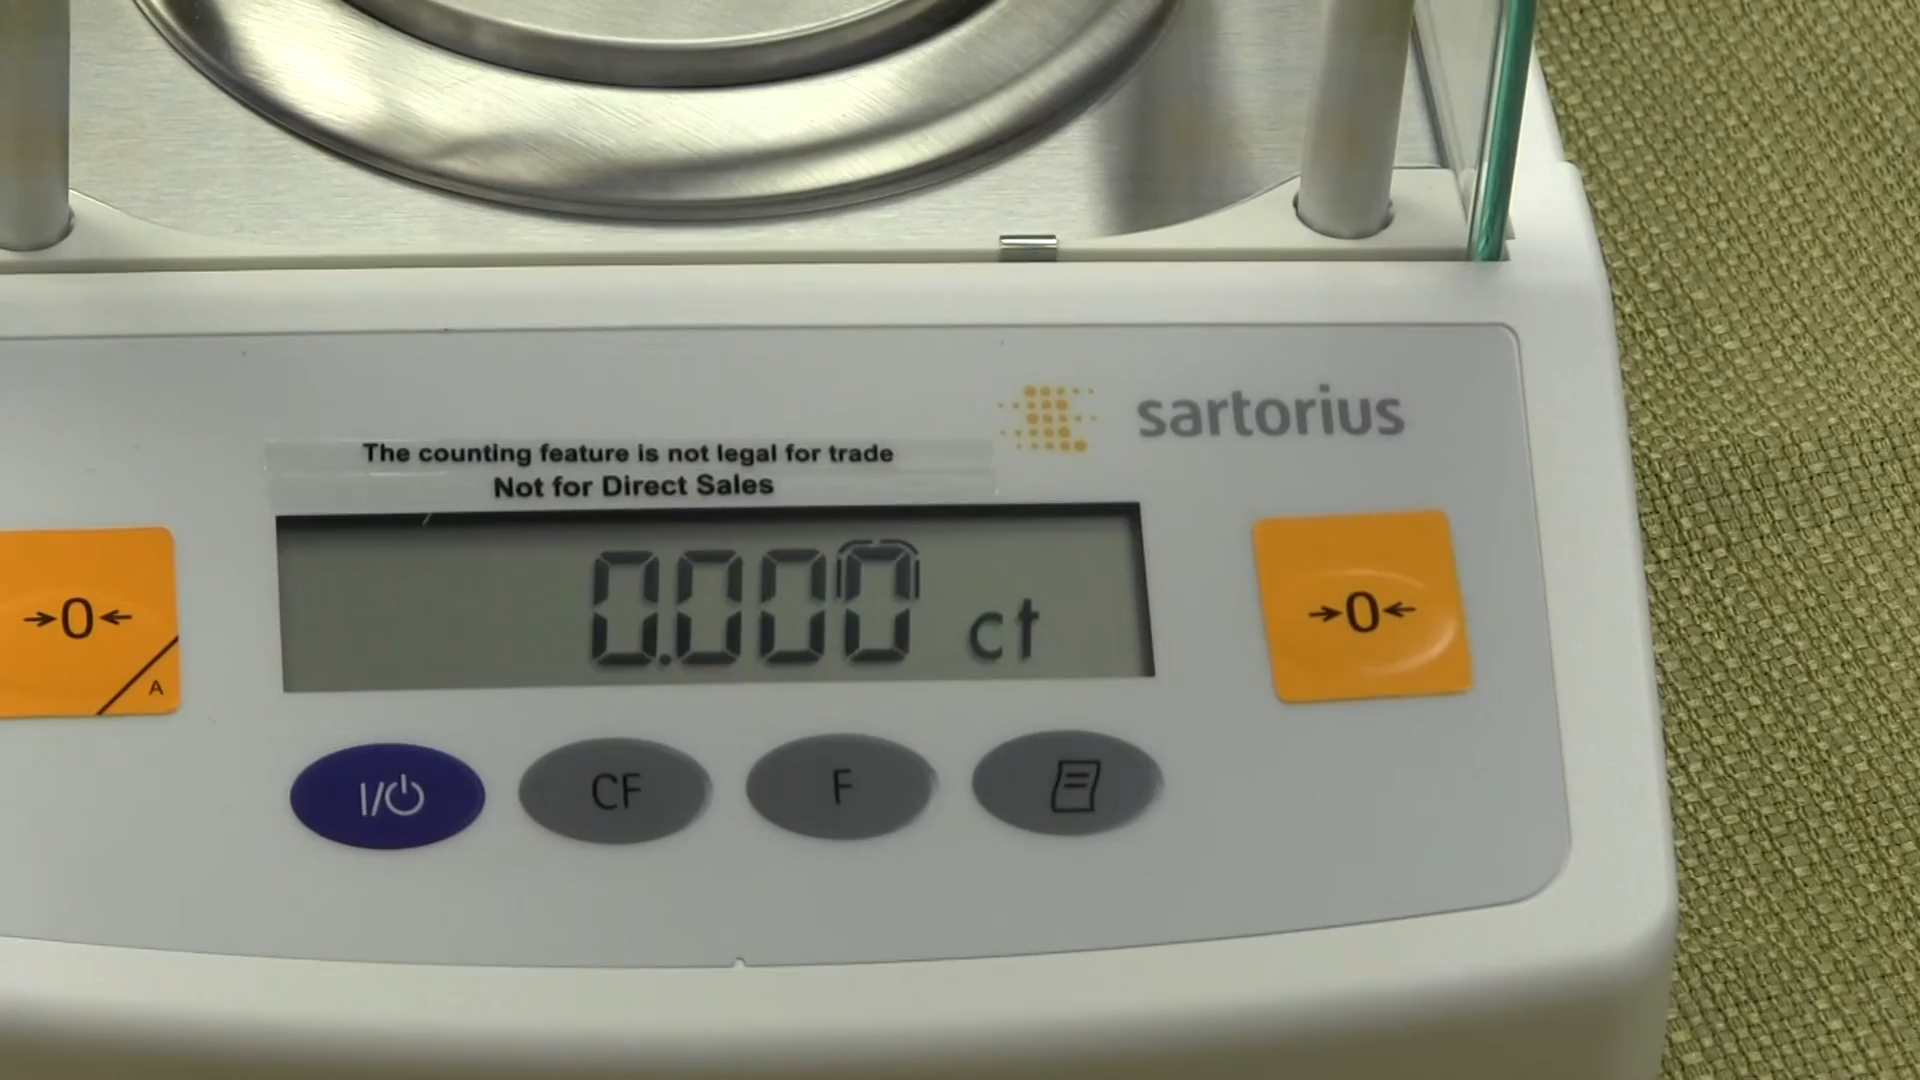 sartorius
The counting feature is not legal for trade
Not for Direct Sales
0.000 ct
→0←
A
→0←
I/⏻
CF
F